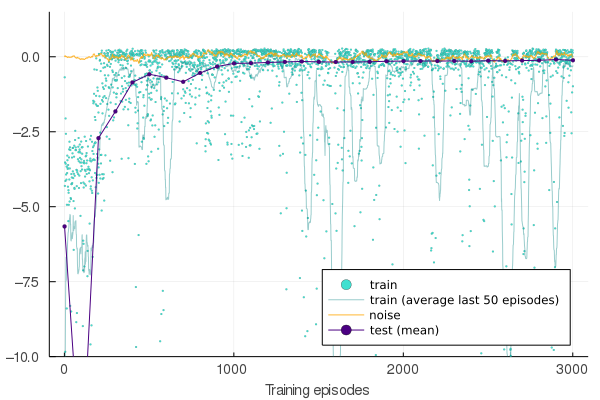 0.0
−2.5
−5.0
−7.5
−10.0
train
train (average last 50 episodes)
noise
test (mean)
0 1000 2000 3000
Training episodes